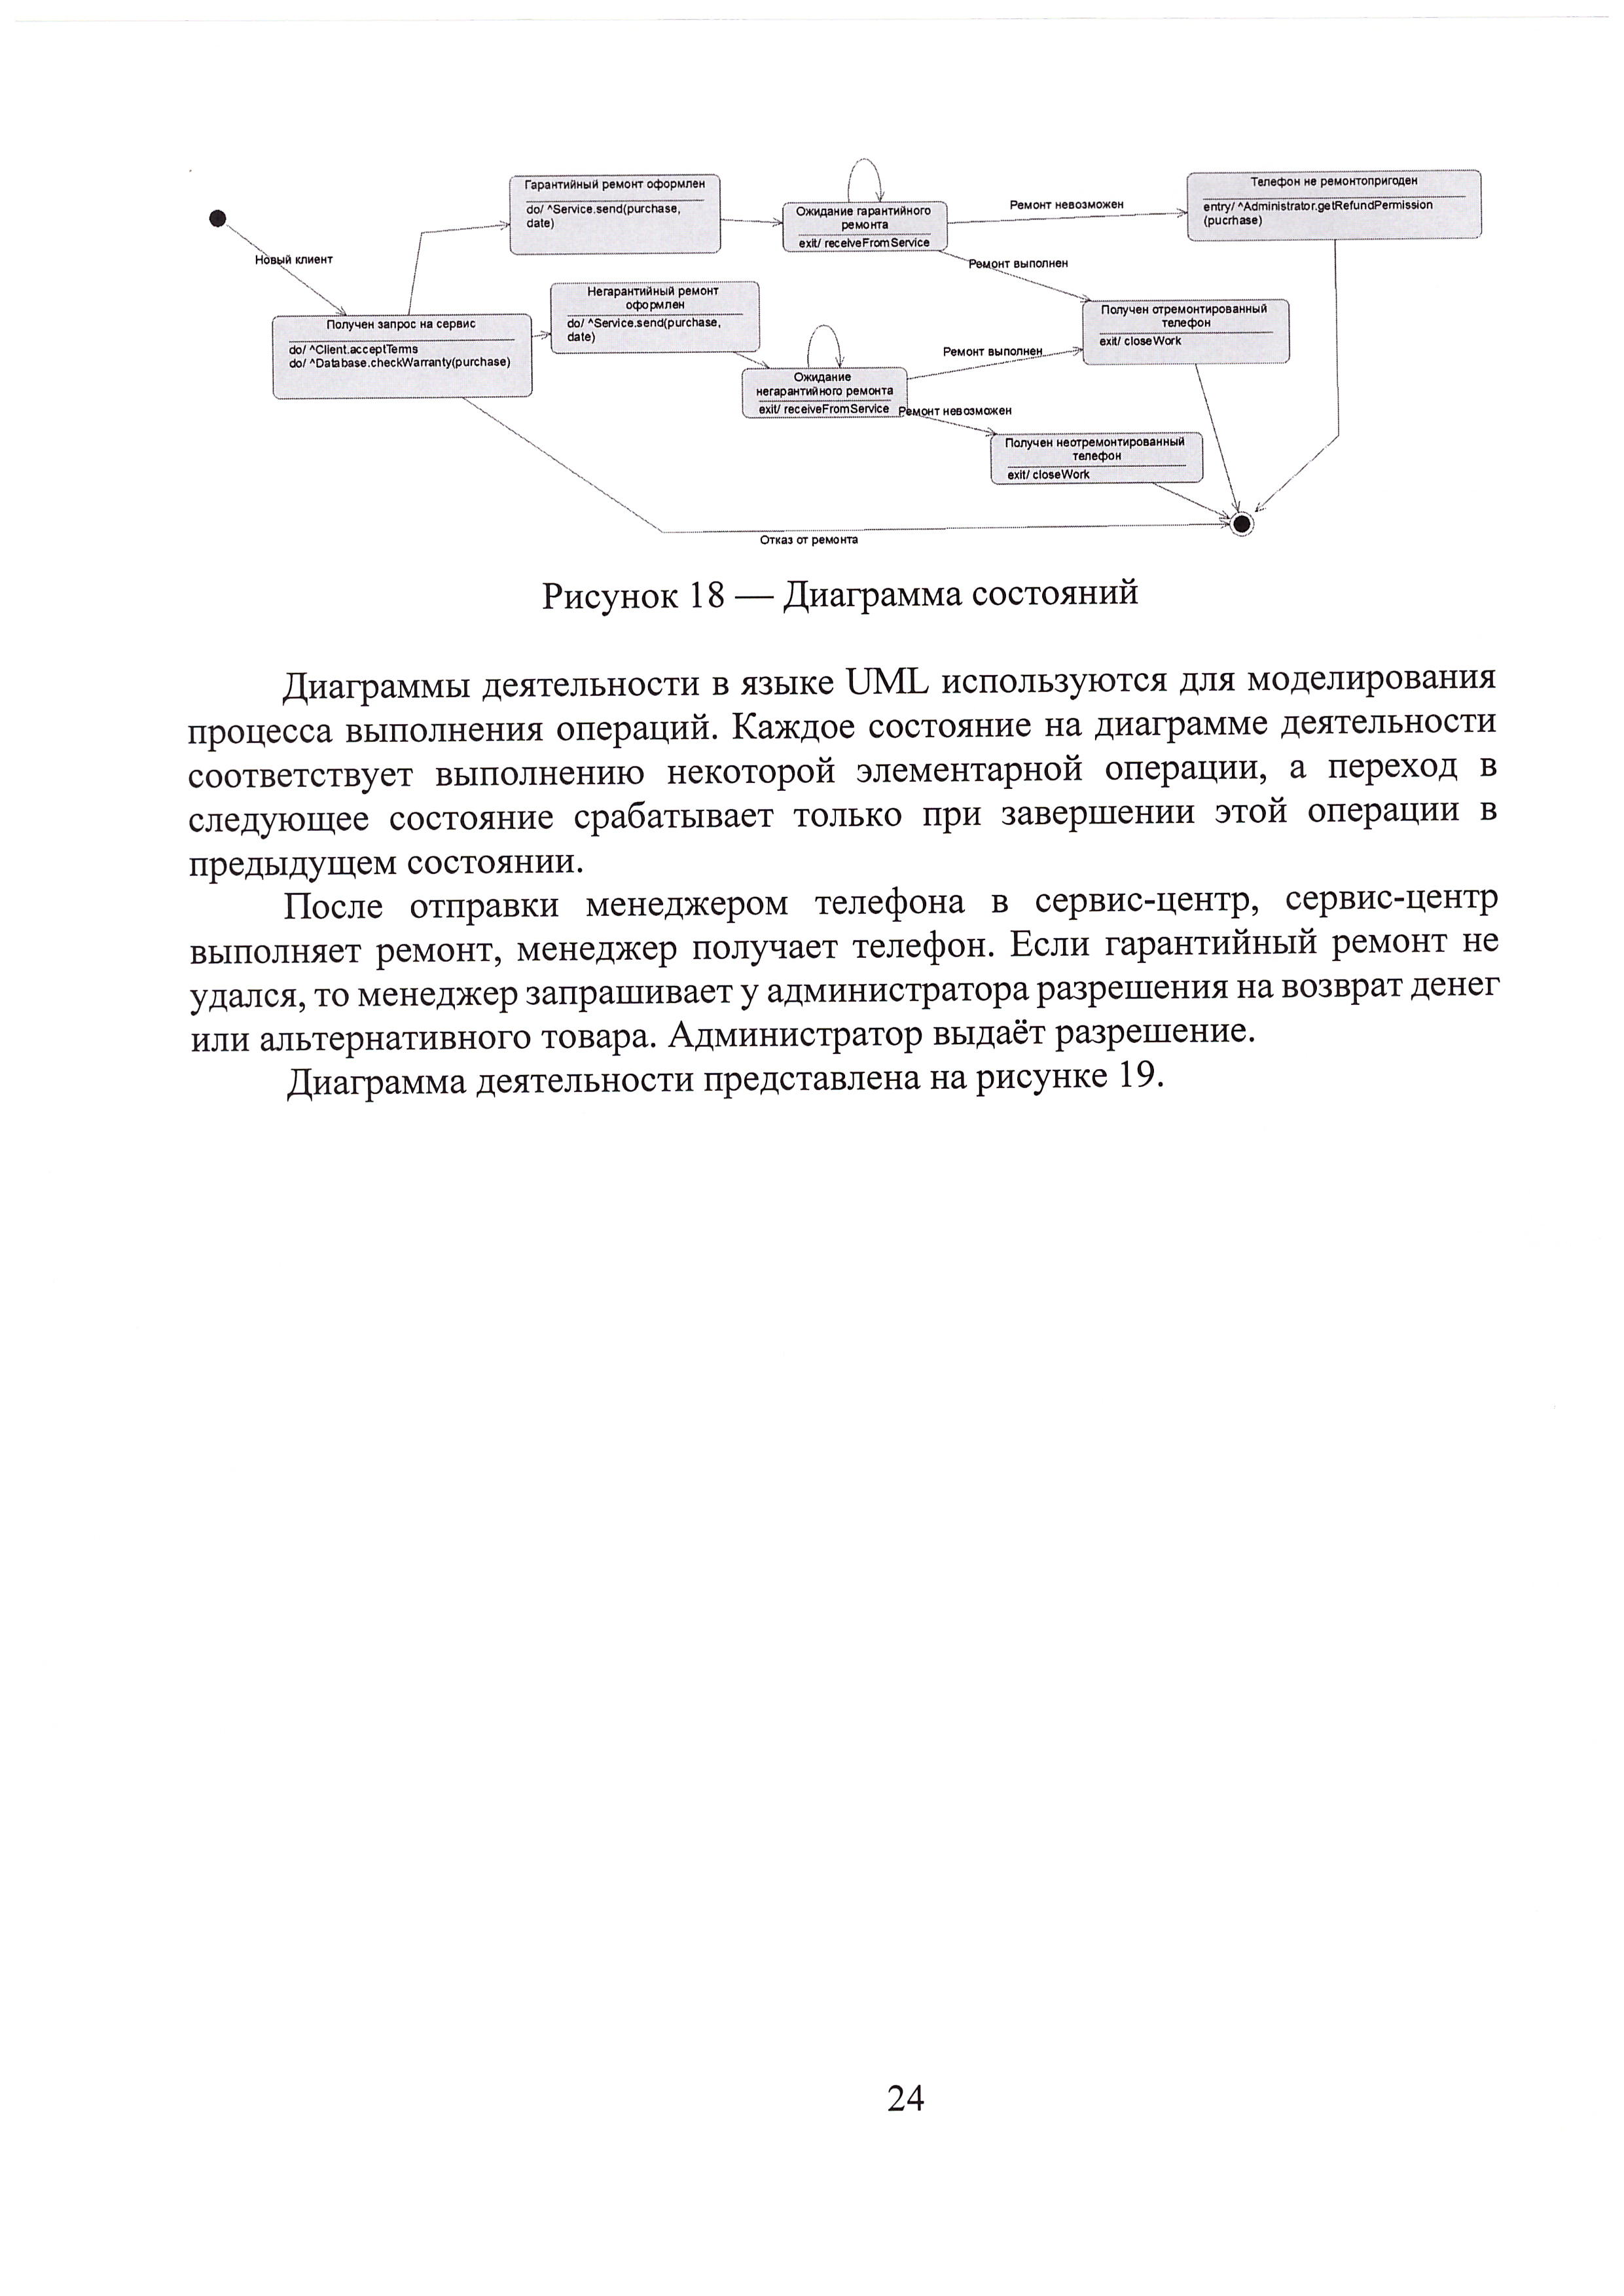 Гарантийный ремонт оформлен
do/ ^Service.send(purchase,
date)
Ожидание гарантийного
ремонта
exit/ receiveFromService
Ремонт невозможен
Телефон не ремонтопригоден
entry/ ^Administrator.getRefundPermission
(pucrhase)
Новый клиент
Ремонт выполнен
Негарантийный ремонт
оформлен
do/ ^Service.send(purchase,
date)
Получен запрос на сервис
do/ ^Client.acceptTerms
do/ ^Database.checkWarranty(purchase)
Получен отремонтированный
телефон
exit/ closeWork
Ремонт выполнен
Ожидание
негарантийного ремонта
exit/ receiveFromService
Ремонт невозможен
Получен неотремонтированный
телефон
exit/ closeWork
Отказ от ремонта
Рисунок 18 — Диаграмма состояний
Диаграммы деятельности в языке UML используются для моделирования
процесса выполнения операций. Каждое состояние на диаграмме деятельности
соответствует выполнению некоторой элементарной операции, а переход в
следующее состояние срабатывает только при завершении этой операции в
предыдущем состоянии.
После отправки менеджером телефона в сервис-центр, сервис-центр
выполняет ремонт, менеджер получает телефон. Если гарантийный ремонт не
удался, то менеджер запрашивает у администратора разрешения на возврат денег
или альтернативного товара. Администратор выдаёт разрешение.
Диаграмма деятельности представлена на рисунке 19.
24